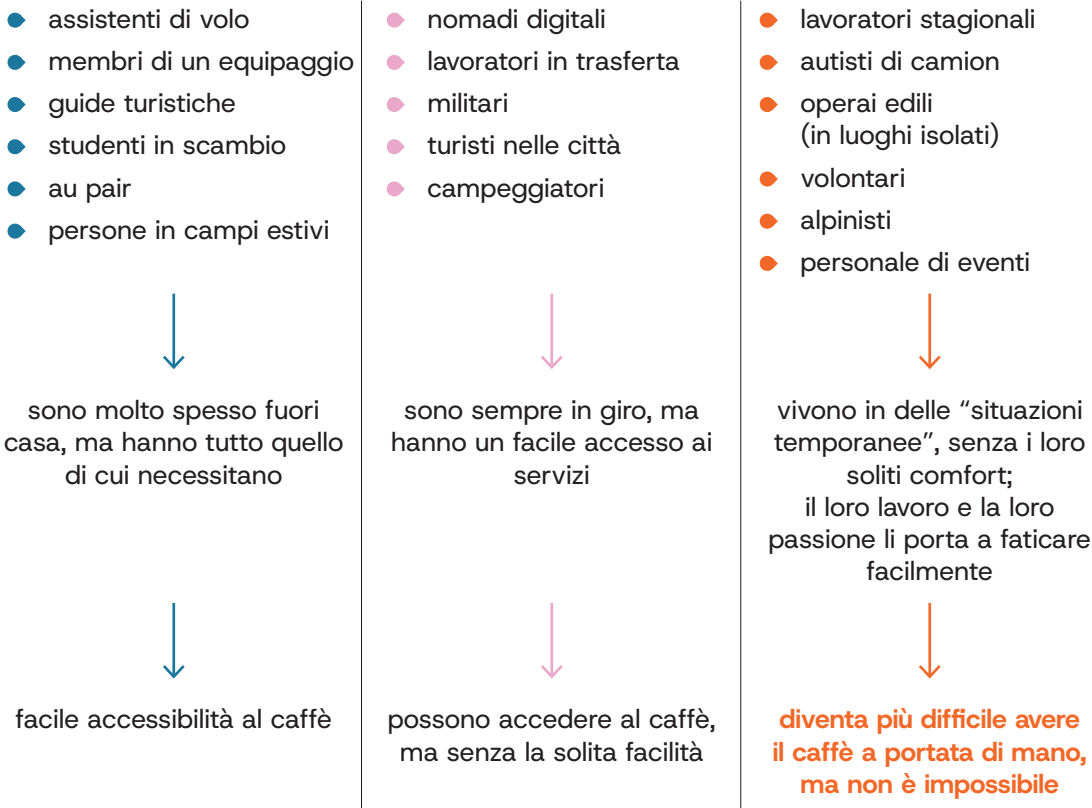 assistenti di volo
membri di un equipaggio
guide turistiche
studenti in scambio
au pair
persone in campi estivi
sono molto spesso fuori
casa, ma hanno tutto quello
di cui necessitano
facile accessibilità al caffè
nomadi digitali
lavoratori in trasferta
militari
turisti nelle città
campeggiatori
sono sempre in giro, ma
hanno un facile accesso ai
servizi
possono accedere al caffè,
ma senza la solita facilità
lavoratori stagionali
autisti di camion
operai edili
(in luoghi isolati)
volontari
alpinisti
personale di eventi
vivono in delle “situazioni
temporanee”, senza i loro
soliti comfort;
il loro lavoro e la loro
passione li porta a faticare
facilmente
diventa più difficile avere
il caffè a portata di mano,
ma non è impossibile